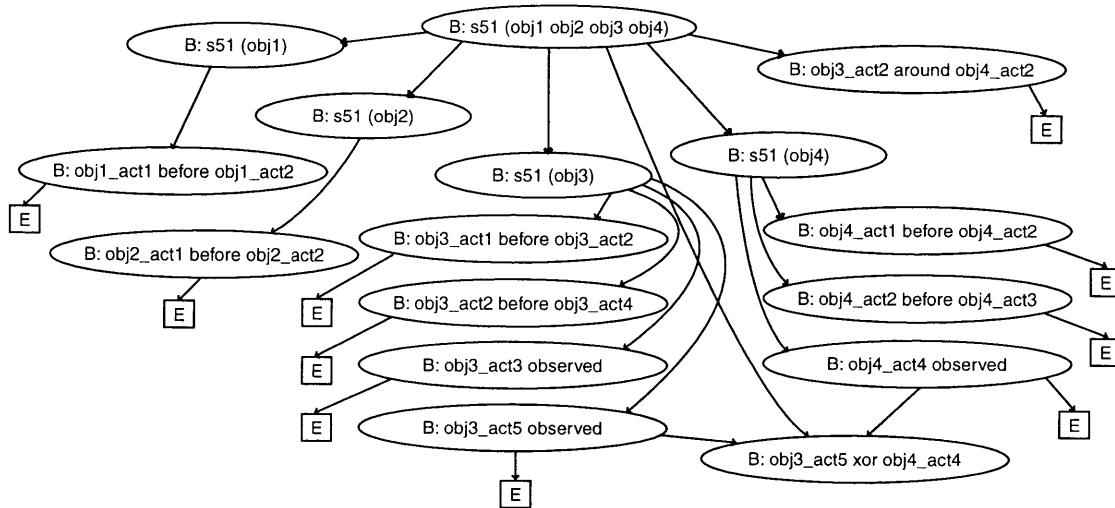 B: s51 (obj1 obj2 obj3 obj4)
B: s51 (obj1)
B: obj3_act2 around obj4_act2
B: s51 (obj2)
E
B: s51 (obj4)
B: obj1_act1 before obj1_act2
B: s51 (obj3)
E
B: obj4_act1 before obj4_act2
B: obj3_act1 before obj3_act2
B: obj2_act1 before obj2_act2
E
B: obj4_act2 before obj4_act3
B: obj3_act2 before obj3_act4
E
E
E
B: obj3_act3 observed
B: obj4_act4 observed
E
E
E
E
B: obj3_act5 observed
B: obj3_act5 xor obj4_act4
E